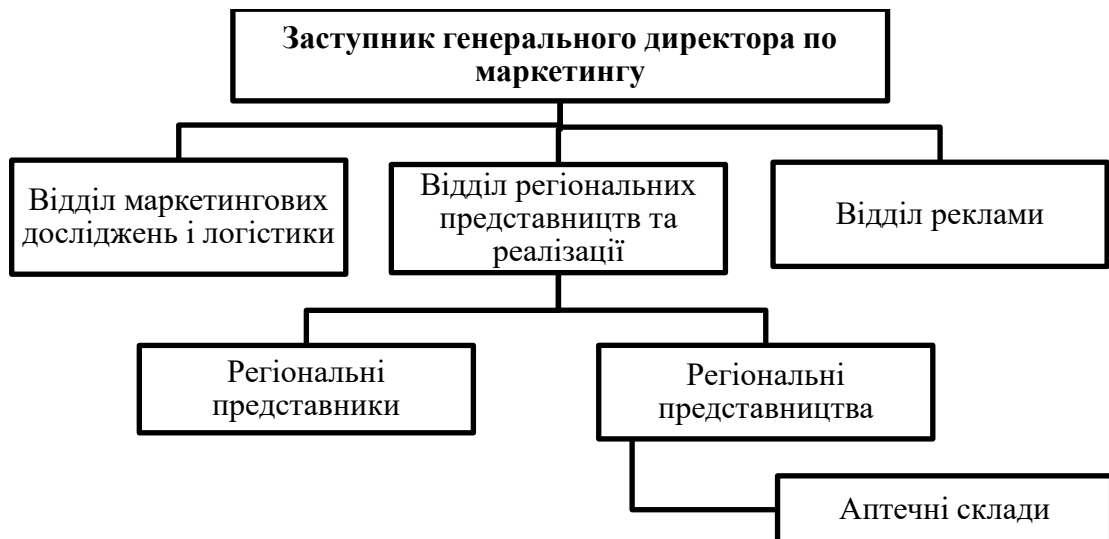 Заступник генерального директора по
маркетингу
Відділ маркетингових
досліджень і логістики
Відділ регіональних
представництв та
реалізації
Відділ реклами
Регіональні
представники
Регіональні
представництва
Аптечні склади